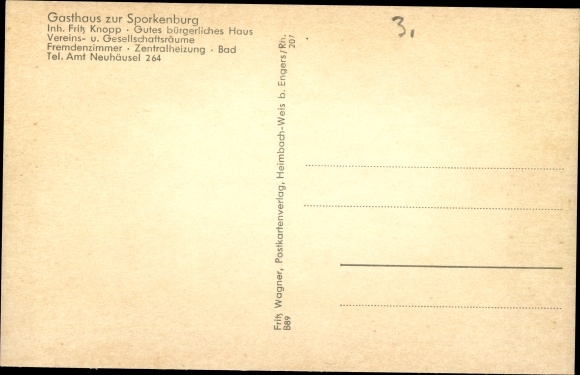 Gasthaus zur Sporkenburg
Inh. Fritz Knopp · Gutes bürgerliches Haus
Vereins- u. Gesellschaftsräume
Fremdenzimmer · Zentralheizung · Bad
Tel. Amt Neuhäusel 264
3.
Fritz Wagner, Postkartenverlag, Heimbach-Weis b. Engers/Rh.
B89 207